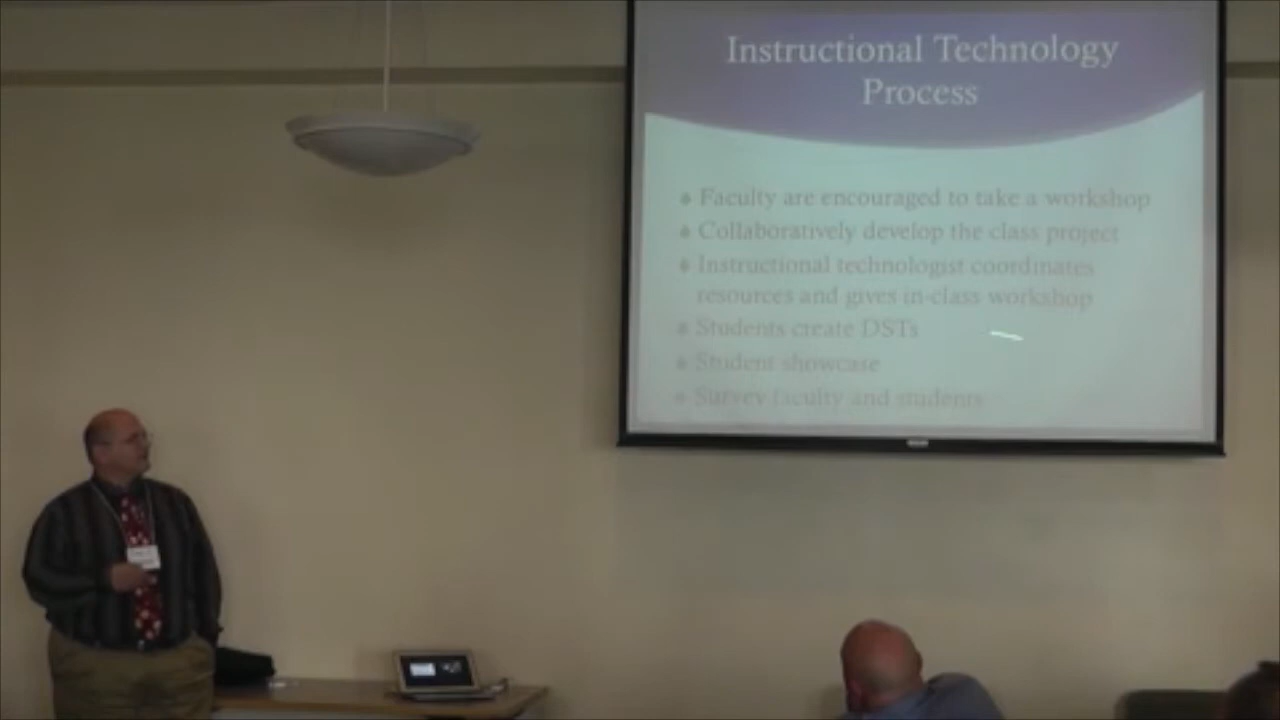 Instructional Technology
Process
Faculty are encouraged to take a workshop
Collaboratively develop the class project
Instructional technologist coordinates
resources and gives in-class workshop
Students create DSTs
Student showcase
Survey faculty and students